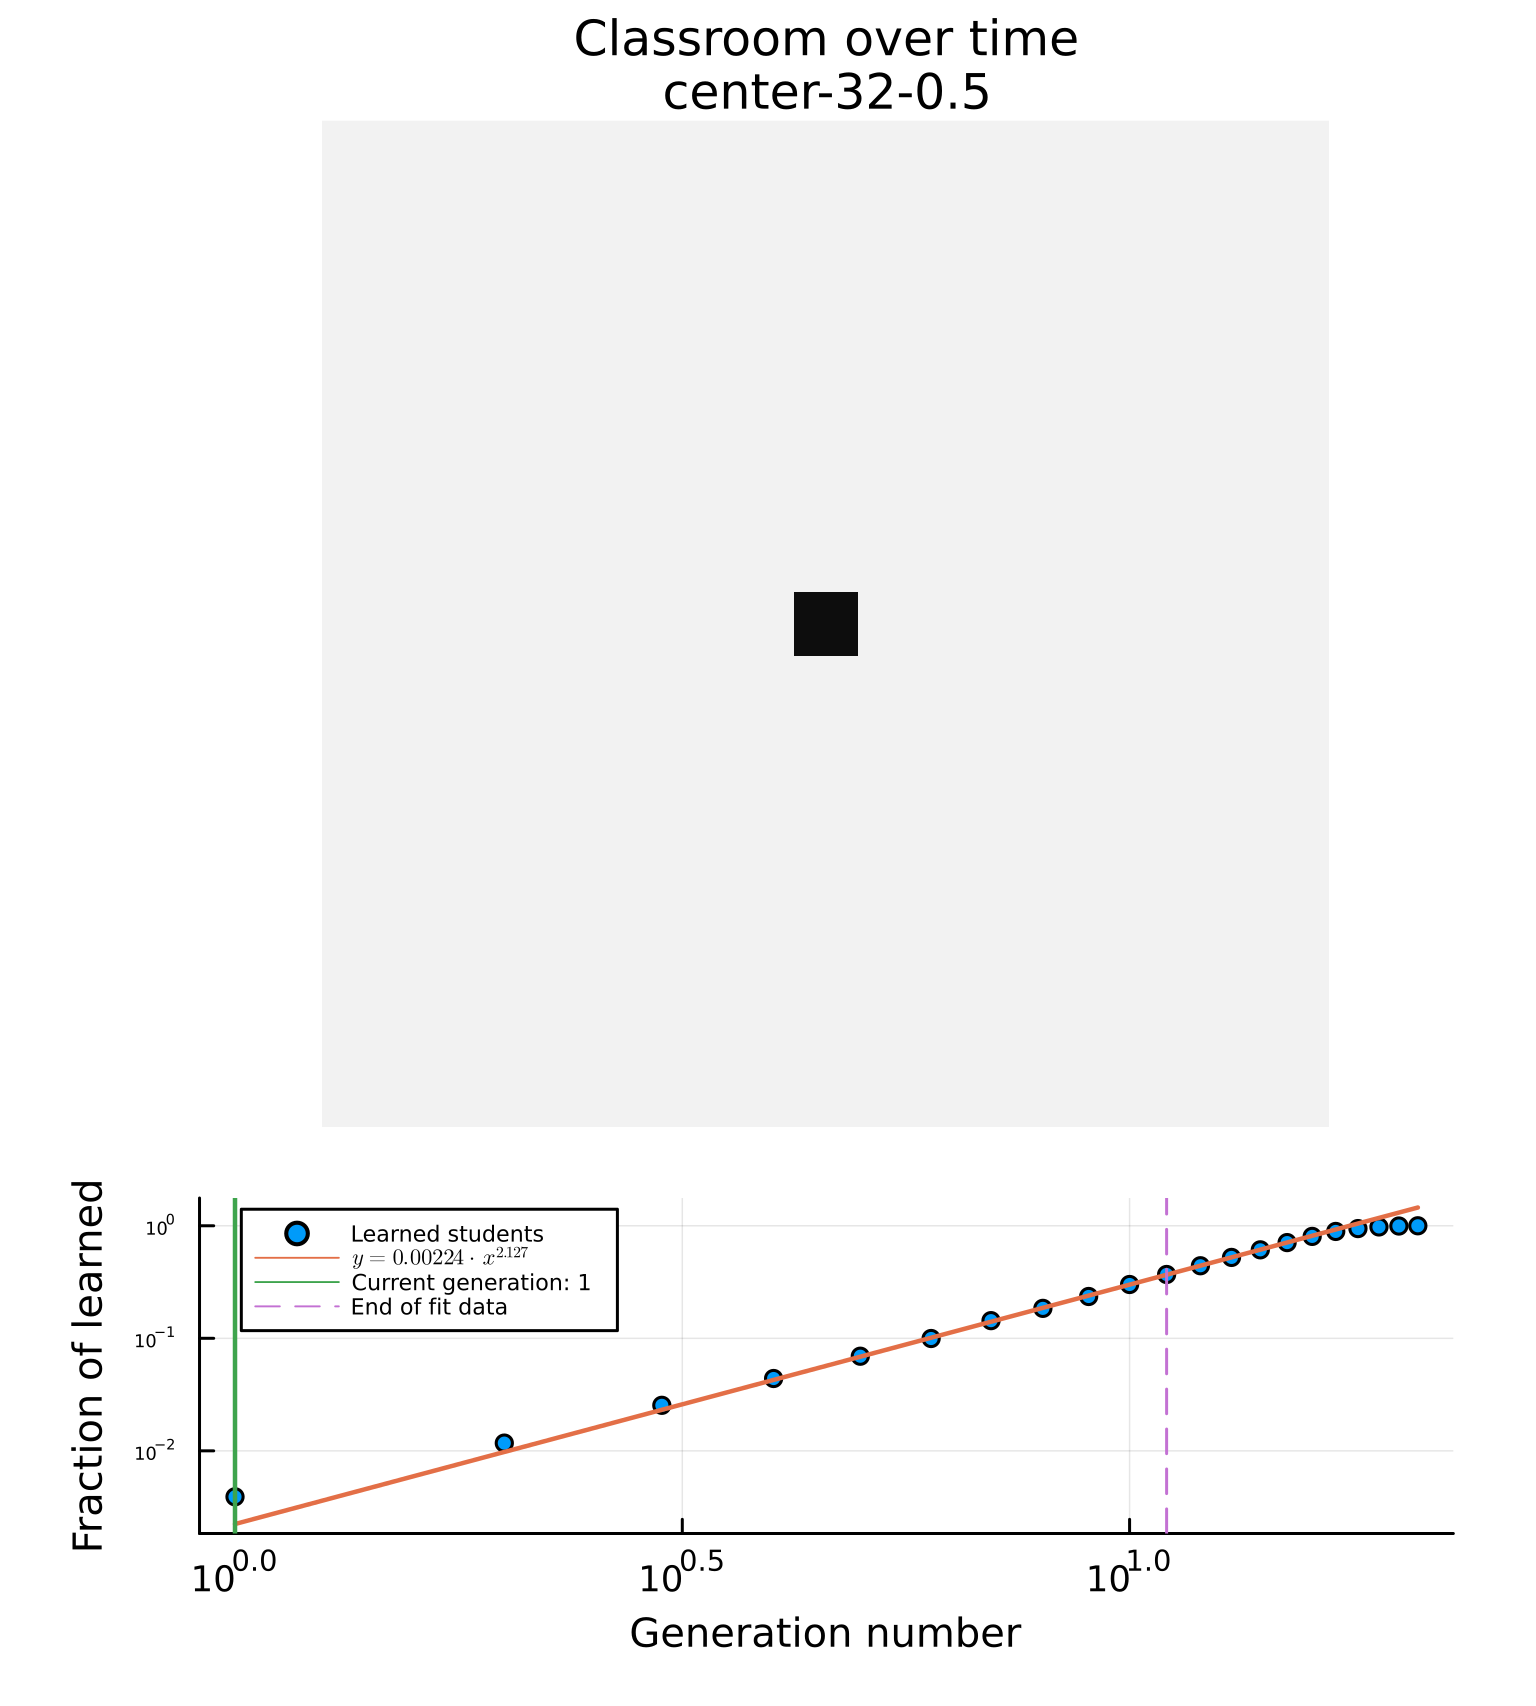 Classroom over time
center-32-0.5
Fraction of learned
10⁰
10⁻¹
10⁻²
Learned students
y = 0.00224 · x^2.127
Current generation: 1
End of fit data
10^0.0 10^0.5 10^1.0
Generation number